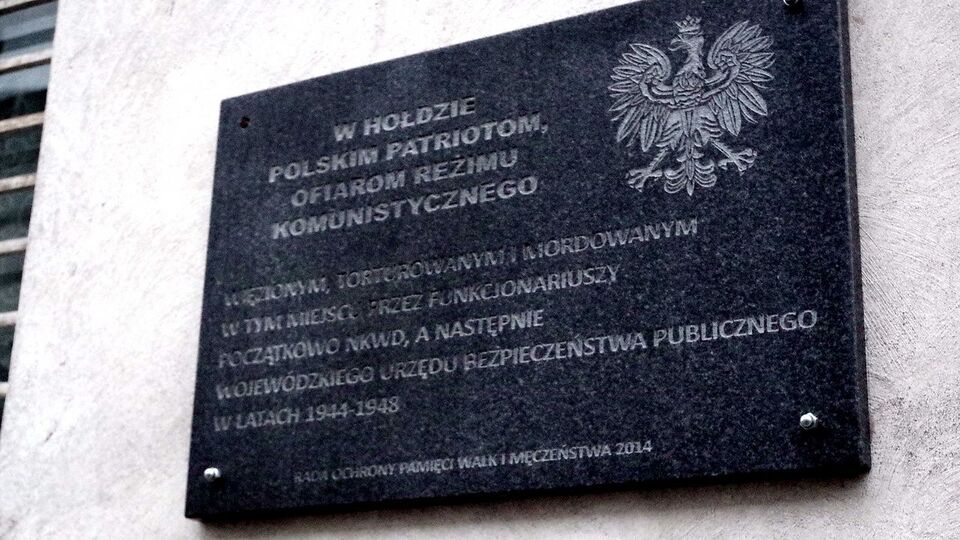 W HOŁDZIE
POLSKIM PATRIOTOM,
OFIAROM REŻIMU
KOMUNISTYCZNEGO
WIĘZIONYM, TORTUROWANYM I MORDOWANYM
W TYM MIEJSCU PRZEZ FUNKCJONARIUSZY
POCZĄTKOWO NKWD, A NASTĘPNIE
WOJEWÓDZKIEGO URZĘDU BEZPIECZEŃSTWA PUBLICZNEGO
W LATACH 1944-1948
RADA OCHRONY PAMIĘCI WALK I MĘCZEŃSTWA 2014